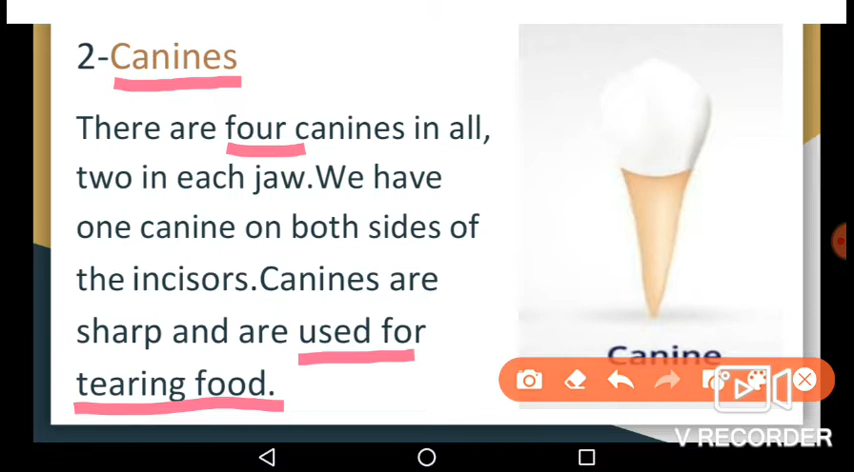 2-Canines
There are four canines in all,
two in each jaw.We have
one canine on both sides of
the incisors.Canines are
sharp and are used for
tearing food.
Canine
V RECORDER